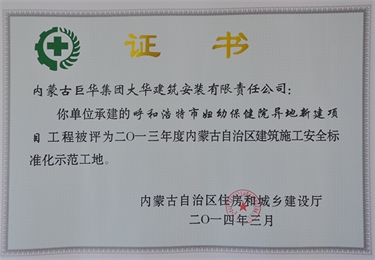 证书
内蒙古巨华集团大华建筑安装有限责任公司：
你单位承建的呼和浩特市妇幼保健院异地新建项
目工程被评为二〇一三年度内蒙古自治区建筑施工安全标
准化示范工地。
内蒙古自治区住房和城乡建设厅
二〇一四年三月